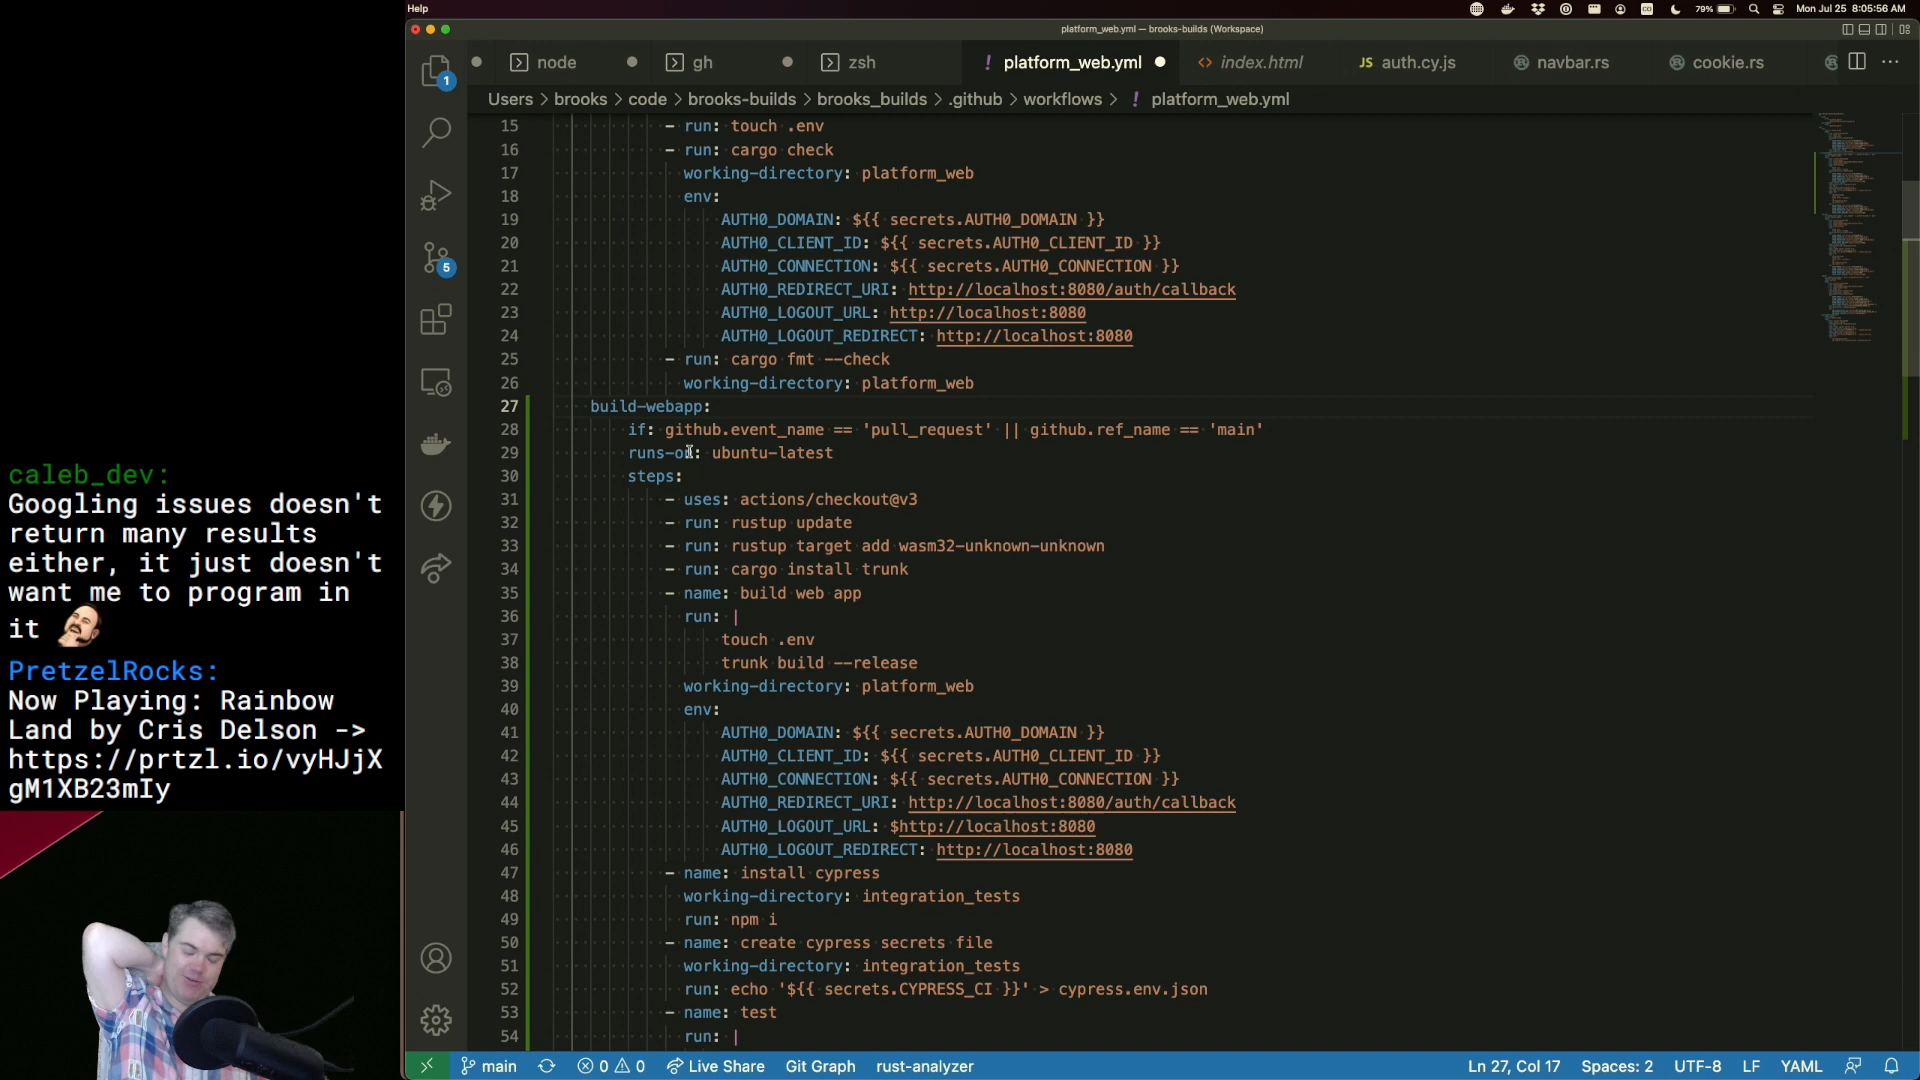 Help
79%
Mon Jul 25 8:05:56 AM
platform_web.yml — brooks-builds (Workspace)
node
gh
zsh
! platform_web.yml
<> index.html
JS auth.cy.js
navbar.rs
cookie.rs
Users > brooks > code > brooks-builds > brooks_builds > .github > workflows > ! platform_web.yml
1
5
15 - run: touch .env
16 - run: cargo check
17 working-directory: platform_web
18 env:
19 AUTH0_DOMAIN: ${{ secrets.AUTH0_DOMAIN }}
20 AUTH0_CLIENT_ID: ${{ secrets.AUTH0_CLIENT_ID }}
21 AUTH0_CONNECTION: ${{ secrets.AUTH0_CONNECTION }}
22 AUTH0_REDIRECT_URI: http://localhost:8080/auth/callback
23 AUTH0_LOGOUT_URL: http://localhost:8080
24 AUTH0_LOGOUT_REDIRECT: http://localhost:8080
25 - run: cargo fmt --check
26 working-directory: platform_web
27 build-webapp:
28 if: github.event_name == 'pull_request' || github.ref_name == 'main'
29 runs-on: ubuntu-latest
30 steps:
31 - uses: actions/checkout@v3
32 - run: rustup update
33 - run: rustup target add wasm32-unknown-unknown
34 - run: cargo install trunk
35 - name: build web app
36 run: |
37 touch .env
38 trunk build --release
39 working-directory: platform_web
40 env:
41 AUTH0_DOMAIN: ${{ secrets.AUTH0_DOMAIN }}
42 AUTH0_CLIENT_ID: ${{ secrets.AUTH0_CLIENT_ID }}
43 AUTH0_CONNECTION: ${{ secrets.AUTH0_CONNECTION }}
44 AUTH0_REDIRECT_URI: http://localhost:8080/auth/callback
45 AUTH0_LOGOUT_URL: $http://localhost:8080
46 AUTH0_LOGOUT_REDIRECT: http://localhost:8080
47 - name: install cypress
48 working-directory: integration_tests
49 run: npm i
50 - name: create cypress secrets file
51 working-directory: integration_tests
52 run: echo '${{ secrets.CYPRESS_CI }}' > cypress.env.json
53 - name: test
54 run: |
caleb_dev:
Googling issues doesn't
return many results
either, it just doesn't
want me to program in
it
PretzelRocks:
Now Playing: Rainbow
Land by Cris Delson ->
https://prtzl.io/vyHJjX
gM1XB23mIy
main
0 0
Live Share
Git Graph
rust-analyzer
Ln 27, Col 17
Spaces: 2
UTF-8
LF
YAML